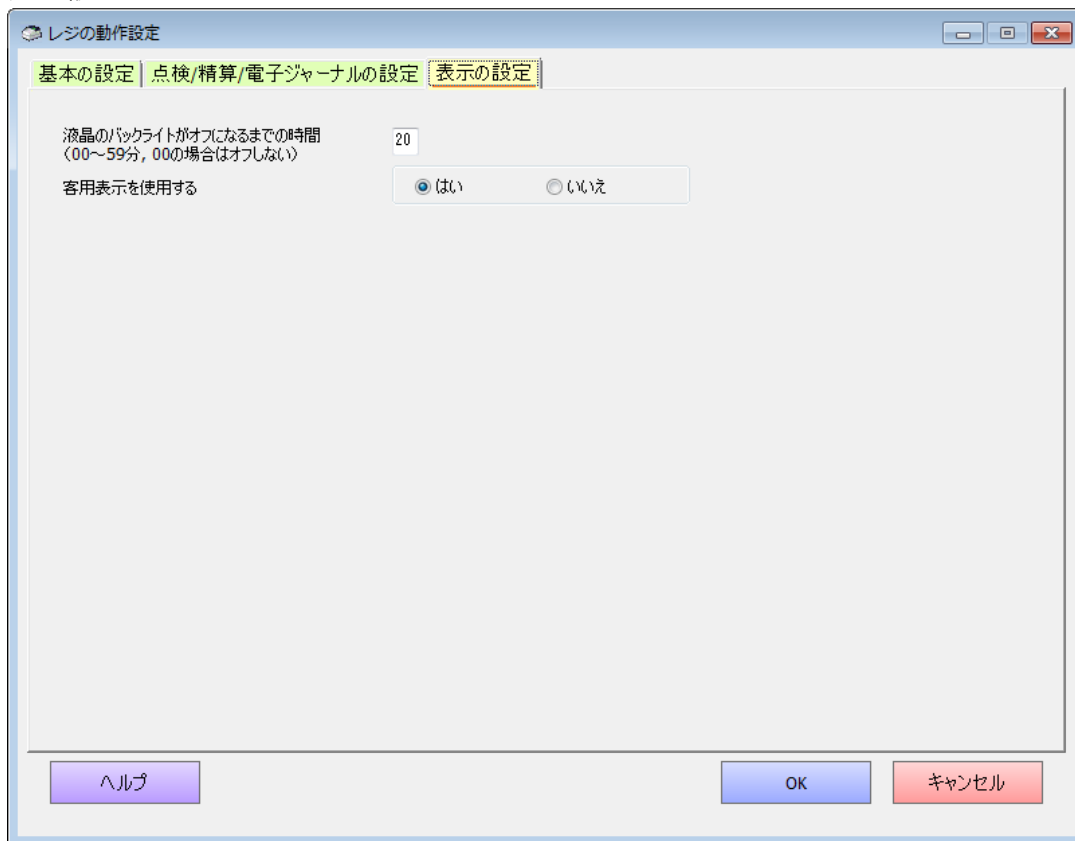 レジの動作設定
基本の設定 点検/精算/電子ジャーナルの設定 表示の設定
液晶のバックライトがオフになるまでの時間
(00～59分, 00の場合はオフしない)
20
客用表示を使用する はい いいえ
ヘルプ OK キャンセル